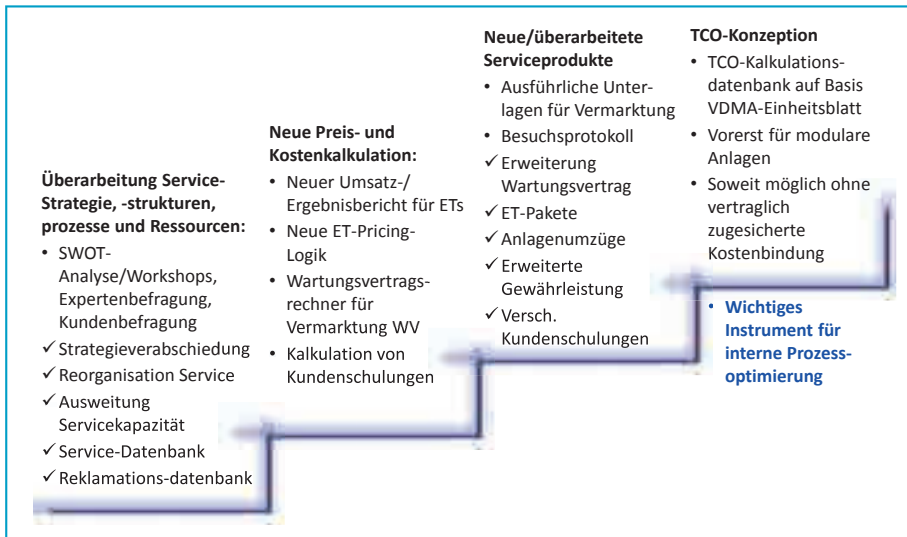 Überarbeitung Service-
Strategie, -strukturen,
prozesse und Ressourcen:
• SWOT-
Analyse/Workshops,
Expertenbefragung,
Kundenbefragung
✓ Strategieverabschiedung
✓ Reorganisation Service
✓ Ausweitung
Servicekapazität
✓ Service-Datenbank
✓ Reklamations-datenbank
Neue Preis- und
Kostenkalkulation:
• Neuer Umsatz-/
Ergebnisbericht für ETs
• Neue ET-Pricing-
Logik
• Wartungsvertrags-
rechner für
Vermarktung WV
• Kalkulation von
Kundenschulungen
Neue/überarbeitete
Serviceprodukte
• Ausführliche Unter-
lagen für Vermarktung
• Besuchsprotokoll
✓ Erweiterung
Wartungsvertrag
✓ ET-Pakete
✓ Anlagenumzüge
✓ Erweiterte
Gewährleistung
✓ Versch.
Kundenschulungen
TCO-Konzeption
• TCO-Kalkulations-
datenbank auf Basis
VDMA-Einheitsblatt
• Vorerst für modulare
Anlagen
• Soweit möglich ohne
vertraglich
zugesicherte
Kostenbindung
• Wichtiges
Instrument für
interne Prozess-
optimierung